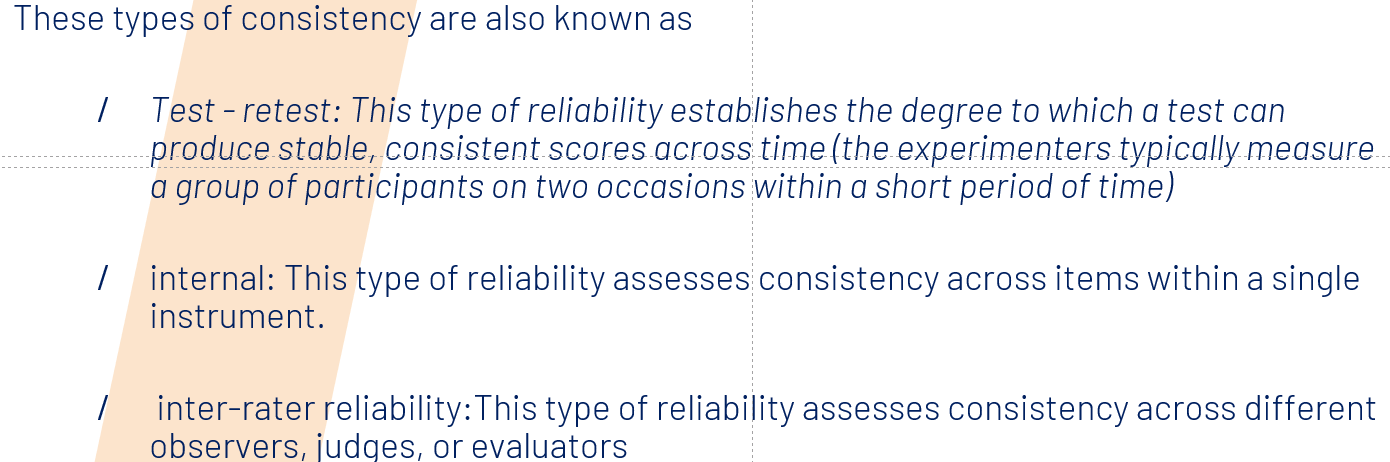 These types of consistency are also known as
/ Test - retest: This type of reliability establishes the degree to which a test can
produce stable, consistent scores across time (the experimenters typically measure
a group of participants on two occasions within a short period of time)
/ internal: This type of reliability assesses consistency across items within a single
instrument.
/ inter-rater reliability:This type of reliability assesses consistency across different
observers, judges, or evaluators